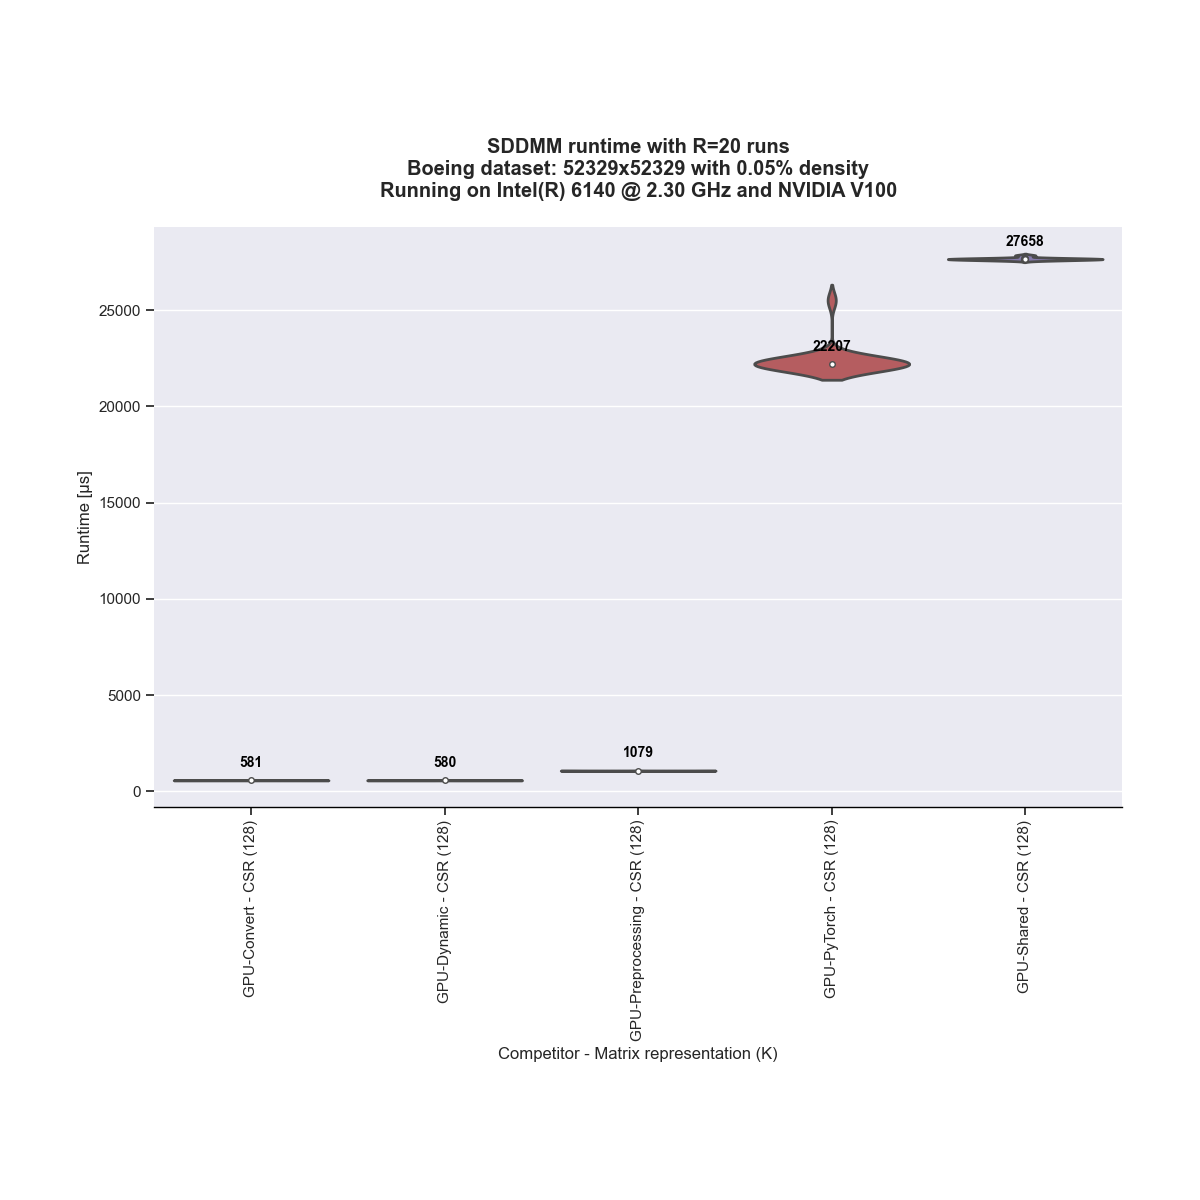 SDDMM runtime with R=20 runs
Boeing dataset: 52329x52329 with 0.05% density
Running on Intel(R) 6140 @ 2.30 GHz and NVIDIA V100
27658
25000
22207
20000
15000
Runtime [µs]
10000
5000
1079
581
580
0
GPU-Convert - CSR (128)
GPU-Dynamic - CSR (128)
GPU-Preprocessing - CSR (128)
GPU-PyTorch - CSR (128)
GPU-Shared - CSR (128)
Competitor - Matrix representation (K)